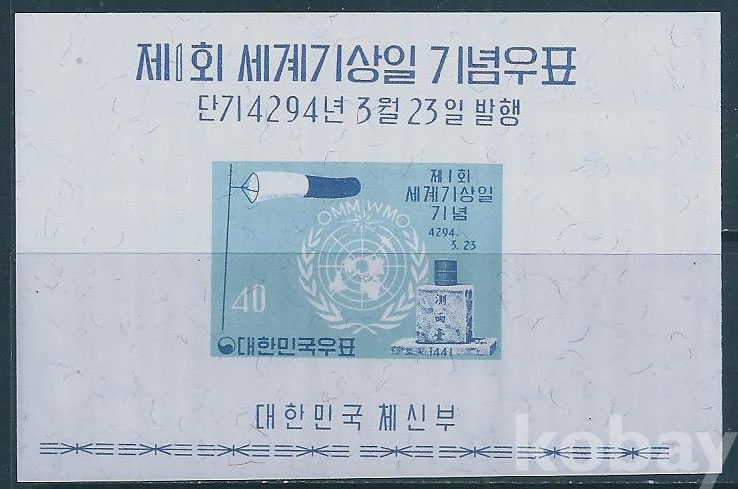 제1회 세계기상일 기념우표
단기4294년 3월 23일 발행
제1회
세계기상일
기념
4294.
3.23
OMM.WMO
40
測雨臺
1441
대한민국우표
대한민국 체신부
kobay